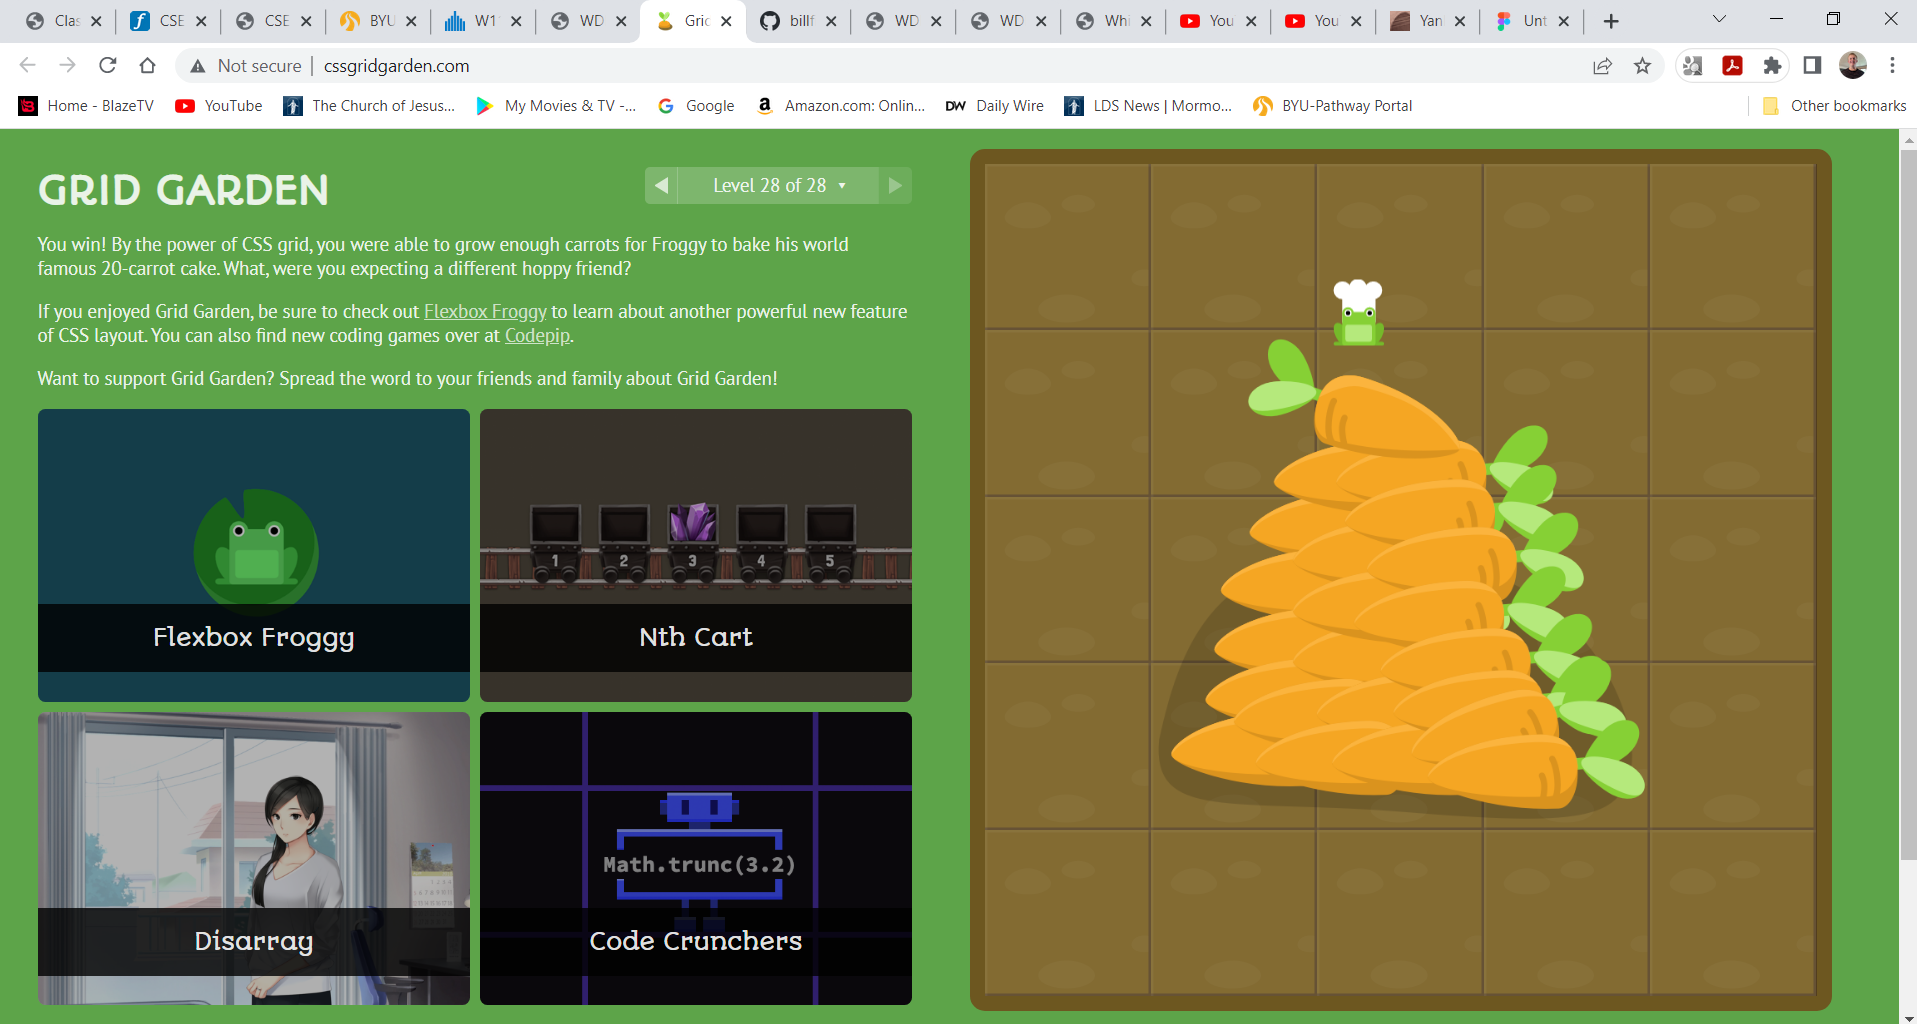 Clas
CSE
CSE
BYU
W1
WD
Gric
billf
WD
WD
Whi
You
You
Yan
Unt
Not secure
cssgridgarden.com
Home - BlazeTV
YouTube
The Church of Jesus...
My Movies & TV -...
Google
Amazon.com: Onlin...
DW Daily Wire
LDS News | Mormo...
BYU-Pathway Portal
Other bookmarks
GRID GARDEN
Level 28 of 28
You win! By the power of CSS grid, you were able to grow enough carrots for Froggy to bake his world
famous 20-carrot cake. What, were you expecting a different hoppy friend?
If you enjoyed Grid Garden, be sure to check out Flexbox Froggy to learn about another powerful new feature
of CSS layout. You can also find new coding games over at Codepip.
Want to support Grid Garden? Spread the word to your friends and family about Grid Garden!
Flexbox Froggy
1 2 3 4 5
Nth Cart
Disarray
Math.trunc(3.2)
Code Crunchers